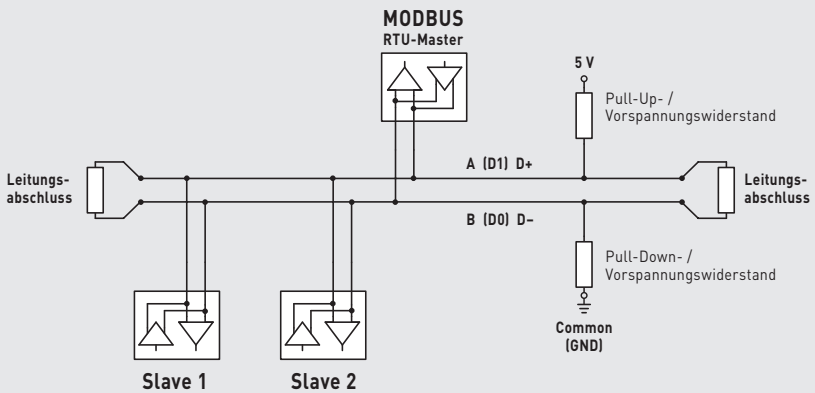 MODBUS
RTU-Master
5 V
Pull-Up- /
Vorspannungswiderstand
A (D1) D+
Leitungs-
abschluss
Leitungs-
abschluss
B (D0) D–
Pull-Down- /
Vorspannungswiderstand
Common
(GND)
Slave 1
Slave 2